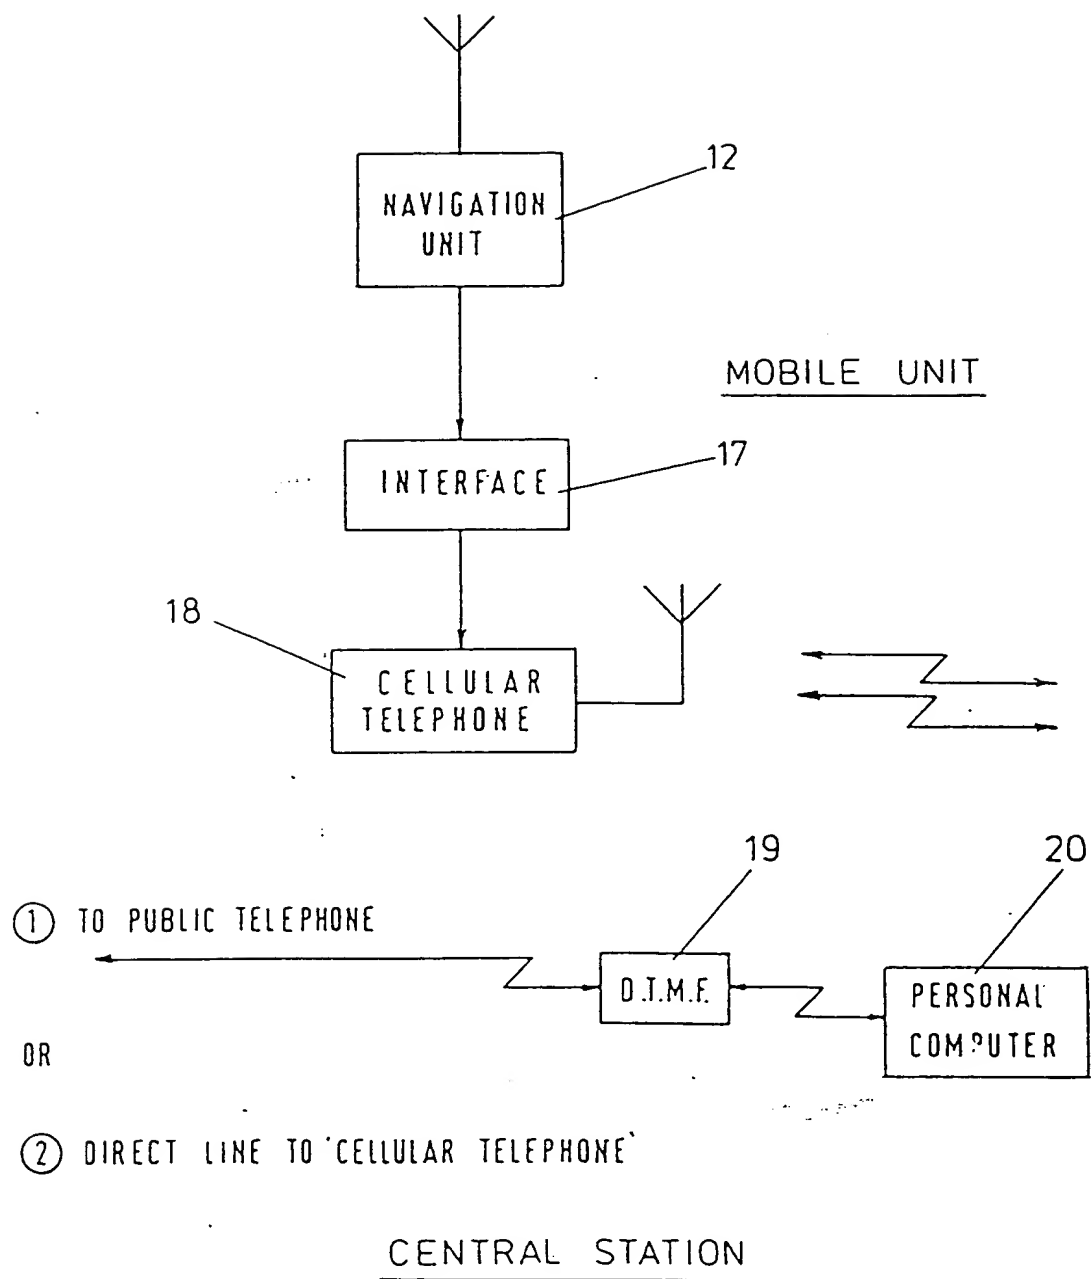 12
NAVIGATION
UNIT
MOBILE UNIT
17
INTERFACE
18
CELLULAR
TELEPHONE
19
20
1 TO PUBLIC TELEPHONE
D.T.M.F.
PERSONAL
COMPUTER
OR
2 DIRECT LINE TO 'CELLULAR TELEPHONE'
CENTRAL STATION